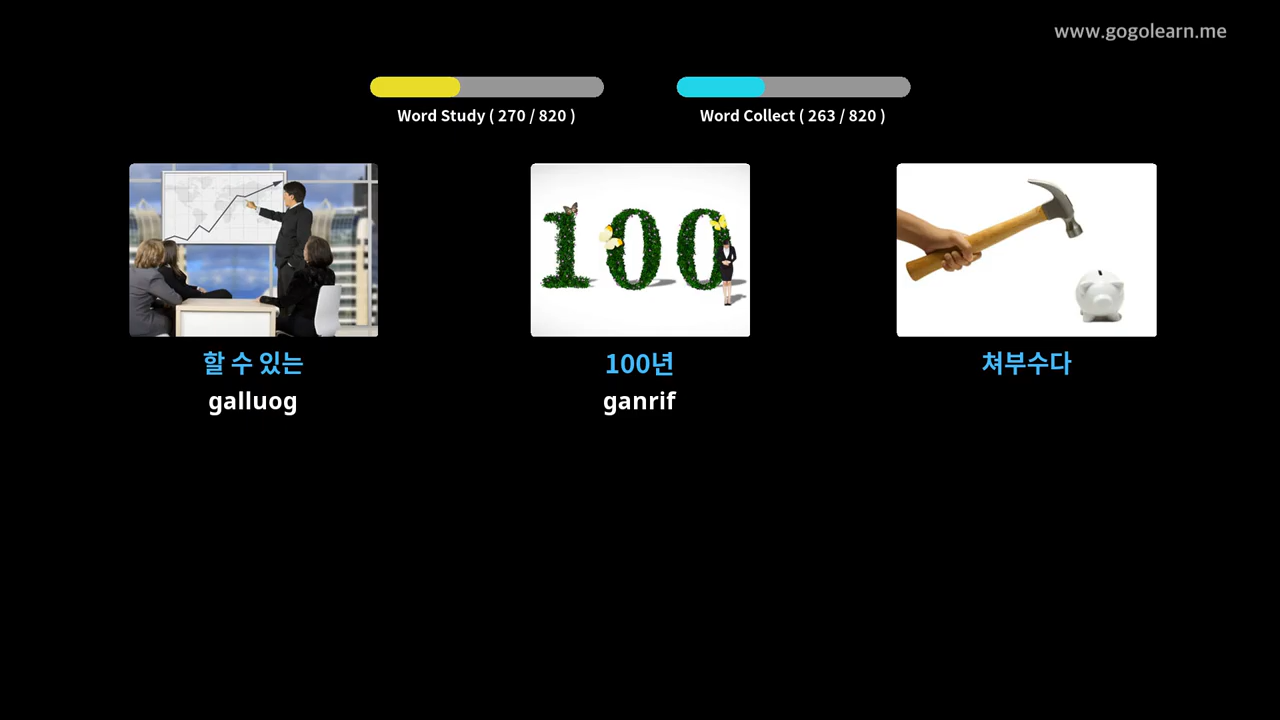 www.gogolearn.me
Word Study ( 270 / 820 )
Word Collect ( 263 / 820 )
할 수 있는
galluog
100
100년
ganrif
쳐부수다